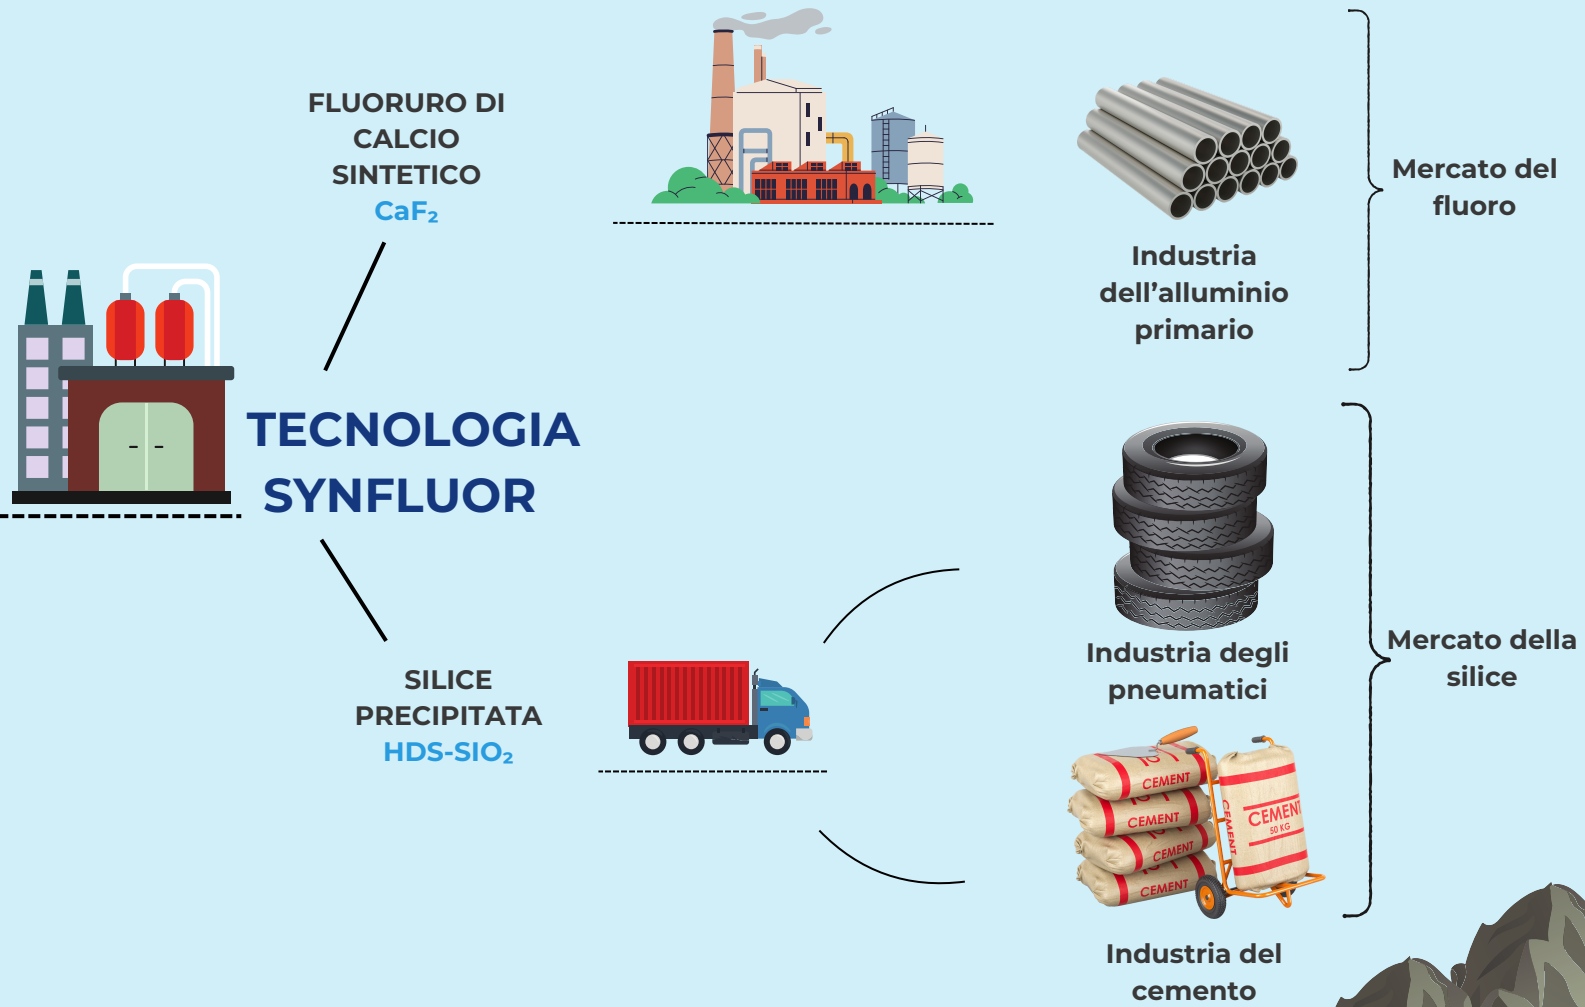 FLUORURO DI
CALCIO
SINTETICO
CaF₂
Industria
dell’alluminio
primario
Mercato del
fluoro
TECNOLOGIA
SYNFLUOR
SILICE
PRECIPITATA
HDS-SIO₂
Industria degli
pneumatici
Mercato della
silice
CEMENT
CEMENT
CEMENT
CEMENT
CEMENT
CEMENT
50 KG
Industria del
cemento